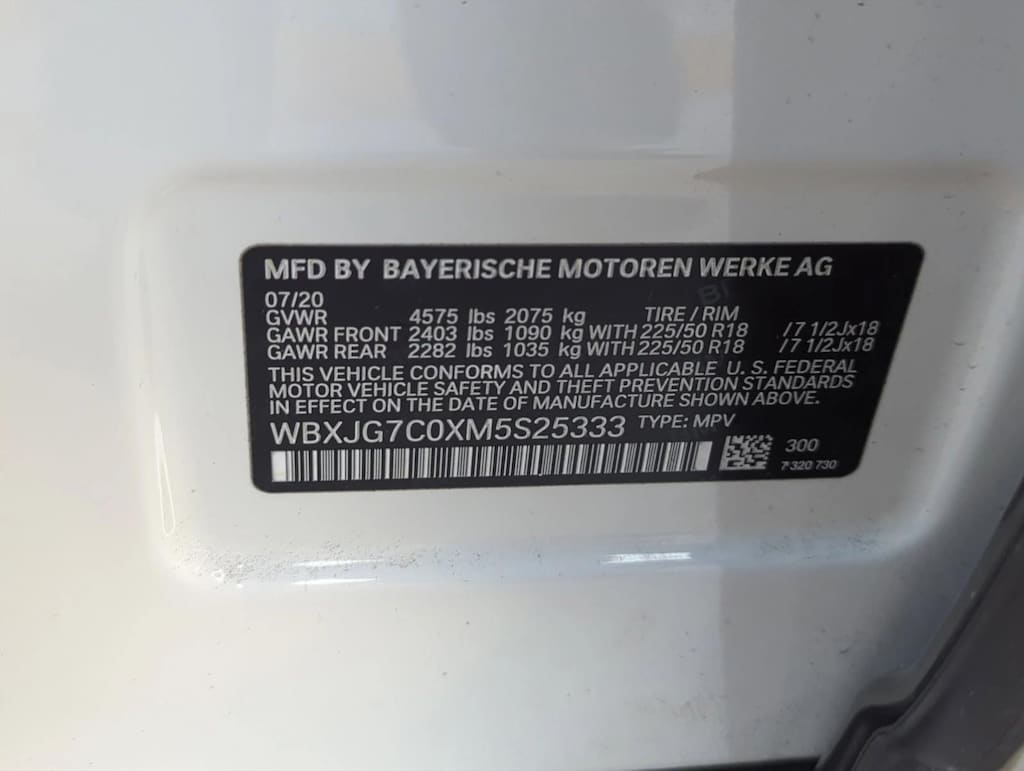 MFD BY BAYERISCHE MOTOREN WERKE AG
07/20
GVWR 4575 lbs 2075 kg TIRE / RIM
GAWR FRONT 2403 lbs 1090 kg WITH 225/50 R18 /7 1/2Jx18
GAWR REAR 2282 lbs 1035 kg WITH 225/50 R18 /7 1/2Jx18
THIS VEHICLE CONFORMS TO ALL APPLICABLE U. S. FEDERAL
MOTOR VEHICLE SAFETY AND THEFT PREVENTION STANDARDS
IN EFFECT ON THE DATE OF MANUFACTURE SHOWN ABOVE.
WBXJG7C0XM5S25333 TYPE: MPV
300
7 320 730